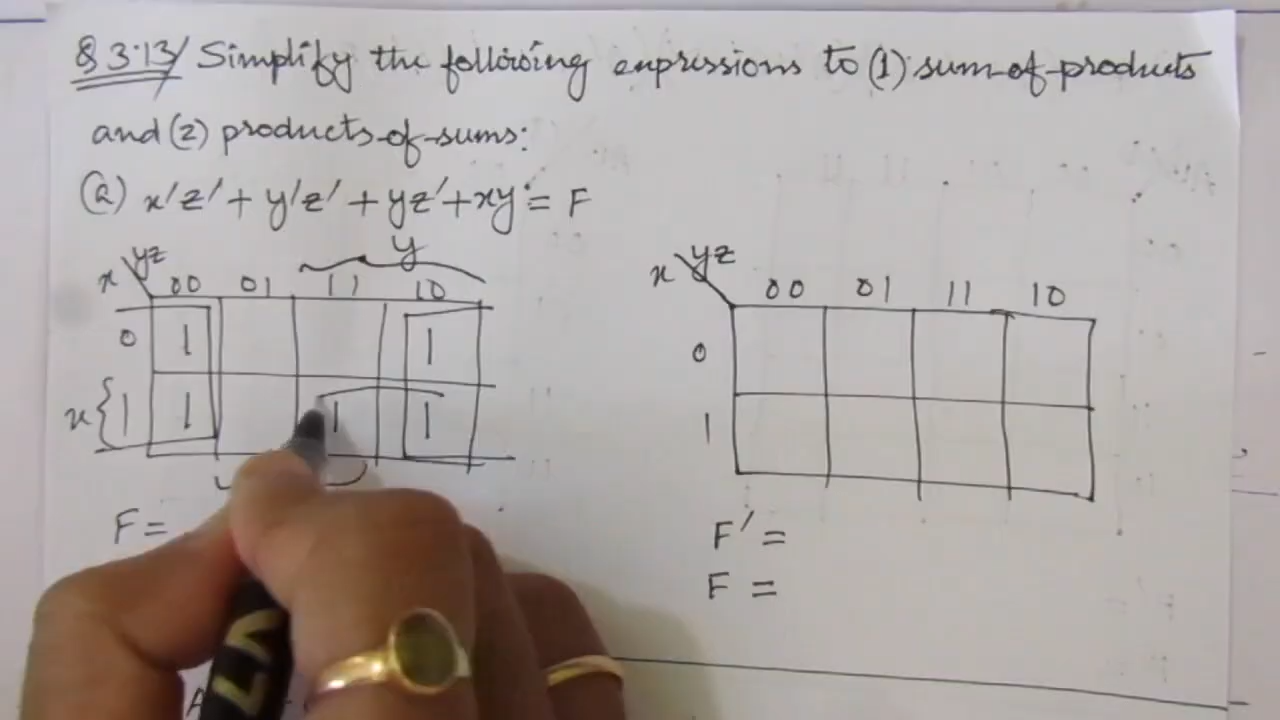 Q 3.13/ Simplify the following expressions to (1) sum-of-products
and (2) products-of-sums:
(a) x'z' + y'z' + yz' + xy = F
y
x yz 00 01 11 10
0 1 1
x { 1 1 1 1
F =
x yz 00 01 11 10
0
1
F' =
F =